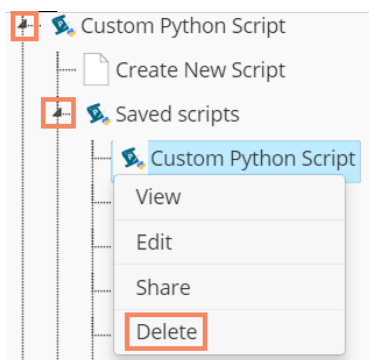 Custom Python Script
Create New Script
Saved scripts
Custom Python Script
View
Edit
Share
Delete